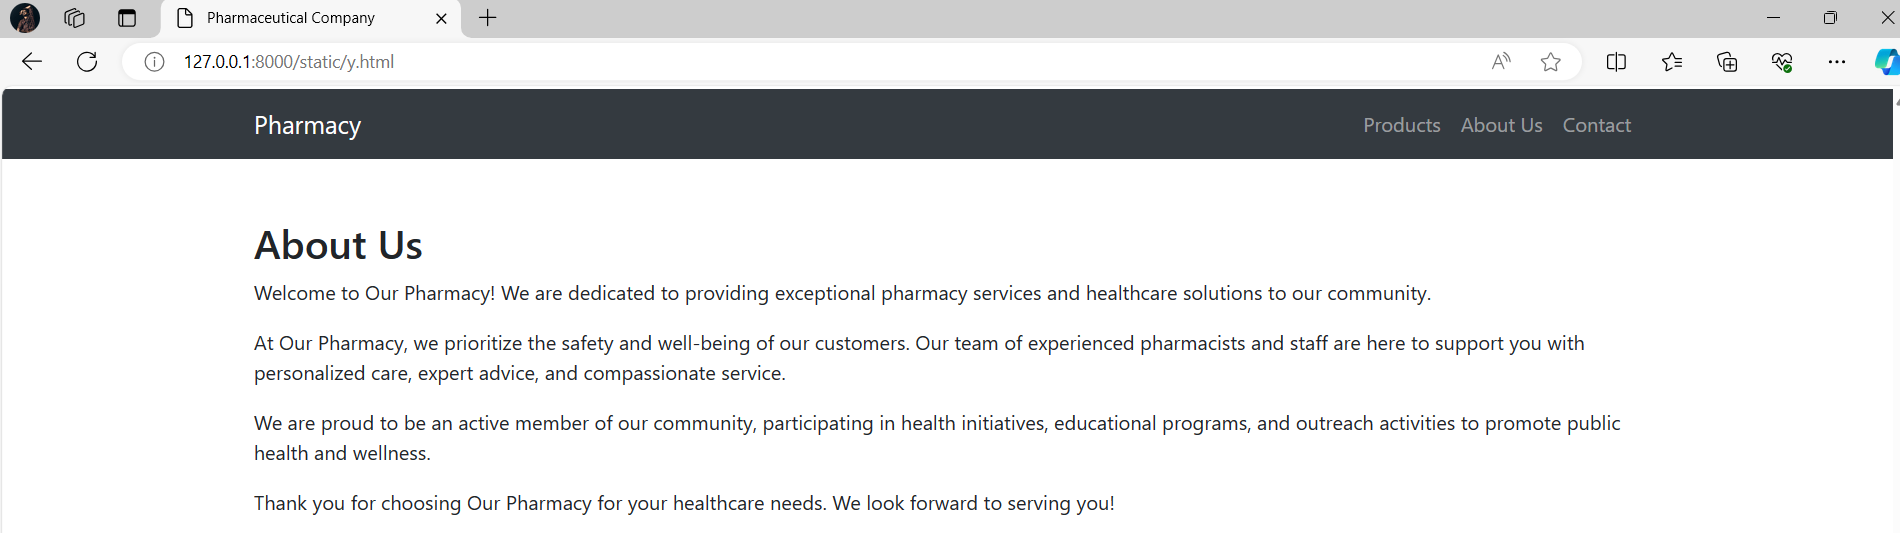 Pharmaceutical Company
127.0.0.1:8000/static/y.html
Pharmacy
Products About Us Contact
About Us
Welcome to Our Pharmacy! We are dedicated to providing exceptional pharmacy services and healthcare solutions to our community.
At Our Pharmacy, we prioritize the safety and well-being of our customers. Our team of experienced pharmacists and staff are here to support you with
personalized care, expert advice, and compassionate service.
We are proud to be an active member of our community, participating in health initiatives, educational programs, and outreach activities to promote public
health and wellness.
Thank you for choosing Our Pharmacy for your healthcare needs. We look forward to serving you!